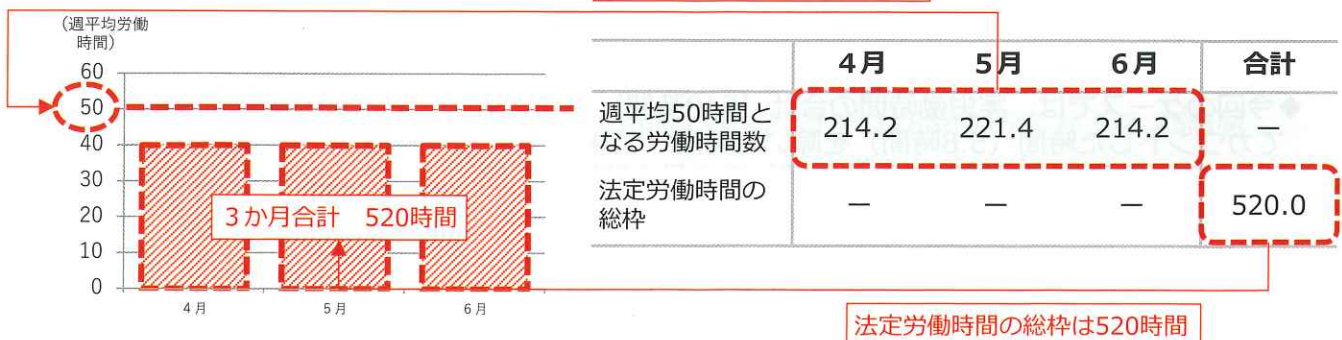 （週平均労働
時間）
60
50
40
30
20
10
0
4月
5月
6月
3か月合計　520時間
4月　5月　6月　合計
週平均50時間と
なる労働時間数
214.2　221.4　214.2　―
法定労働時間の
総枠
―　―　―　520.0
法定労働時間の総枠は520時間